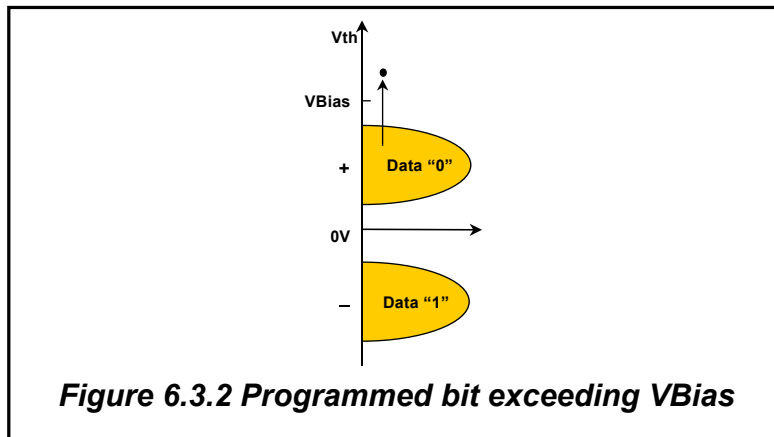 Vth
VBias
+
Data “0”
0V
–
Data “1”
Figure 6.3.2 Programmed bit exceeding VBias